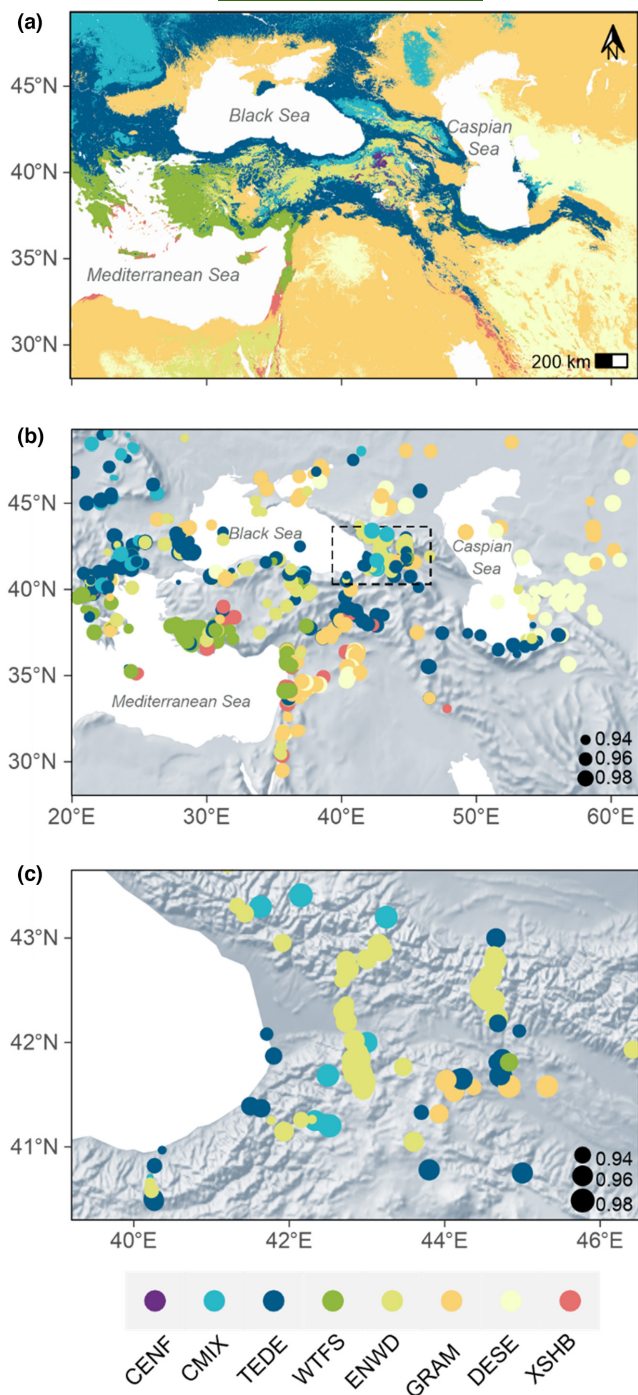 (a)
N
45°N
Black Sea
Caspian
Sea
40°N
35°N
Mediterranean Sea
30°N
200 km
(b)
45°N
Black Sea
Caspian
Sea
40°N
35°N
Mediterranean Sea
0.94
0.96
0.98
30°N
20°E 30°E 40°E 50°E 60°E
(c)
43°N
42°N
41°N
0.94
0.96
0.98
40°E 42°E 44°E 46°E
CENF CMIX TEDE WTFS ENWD GRAM DESE XSHB